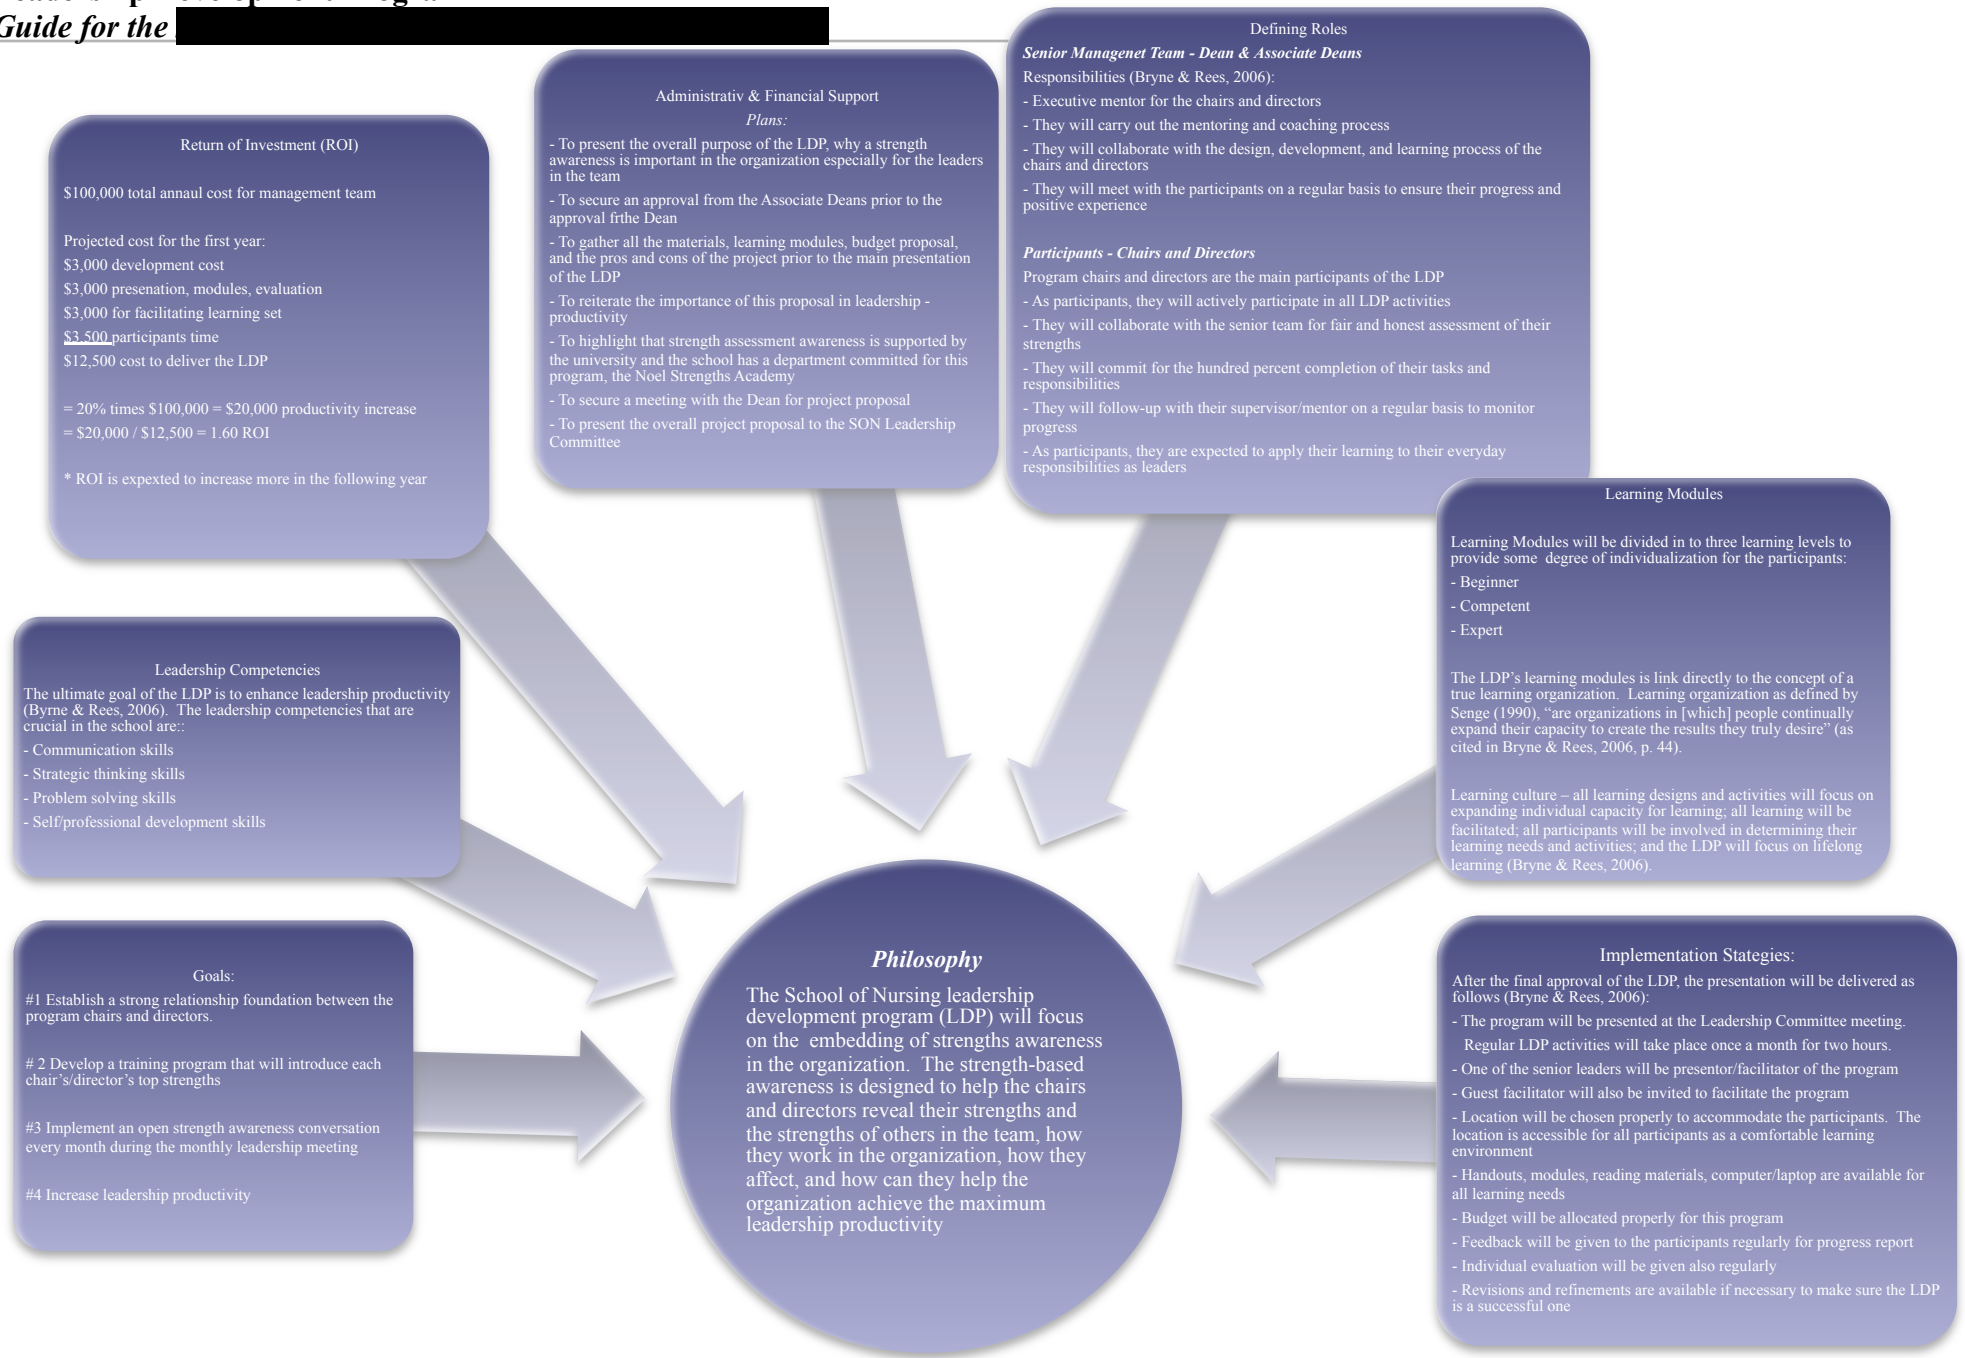 Guide for the
Return of Investment (ROI)
$100,000 total annaul cost for management team
Projected cost for the first year:
$3,000 development cost
$3,000 presenation, modules, evaluation
$3,000 for facilitating learning set
$3,500 participants time
$12,500 cost to deliver the LDP
= 20% times $100,000 = $20,000 productivity increase
= $20,000 / $12,500 = 1.60 ROI
* ROI is expexted to increase more in the following year
Administrativ & Financial Support
Plans:
- To present the overall purpose of the LDP, why a strength
awareness is important in the organization especially for the leaders
in the team
- To secure an approval from the Associate Deans prior to the
approval frthe Dean
- To gather all the materials, learning modules, budget proposal,
and the pros and cons of the project prior to the main presentation
of the LDP
- To reiterate the importance of this proposal in leadership -
productivity
- To highlight that strength assessment awareness is supported by
the university and the school has a department committed for this
program, the Noel Strengths Academy
- To secure a meeting with the Dean for project proposal
- To present the overall project proposal to the SON Leadership
Committee
Defining Roles
Senior Managenet Team - Dean & Associate Deans
Responsibilities (Bryne & Rees, 2006):
- Executive mentor for the chairs and directors
- They will carry out the mentoring and coaching process
- They will collaborate with the design, development, and learning process of the
chairs and directors
- They will meet with the participants on a regular basis to ensure their progress and
positive experience
Participants - Chairs and Directors
Program chairs and directors are the main participants of the LDP
- As participants, they will actively participate in all LDP activities
- They will collaborate with the senior team for fair and honest assessment of their
strengths
- They will commit for the hundred percent completion of their tasks and
responsibilities
- They will follow-up with their supervisor/mentor on a regular basis to monitor
progress
- As participants, they are expected to apply their learning to their everyday
responsibilities as leaders
Learning Modules
Learning Modules will be divided in to three learning levels to
provide some degree of individualization for the participants:
- Beginner
- Competent
- Expert
The LDP's learning modules is link directly to the concept of a
true learning organization. Learning organization as defined by
Senge (1990), “are organizations in [which] people continually
expand their capacity to create the results they truly desire” (as
cited in Bryne & Rees, 2006, p. 44).
Learning culture – all learning designs and activities will focus on
expanding individual capacity for learning; all learning will be
facilitated; all participants will be involved in determining their
learning needs and activities; and the LDP will focus on lifelong
learning (Bryne & Rees, 2006).
Leadership Competencies
The ultimate goal of the LDP is to enhance leadership productivity
(Byrne & Rees, 2006). The leadership competencies that are
crucial in the school are::
- Communication skills
- Strategic thinking skills
- Problem solving skills
- Self/professional development skills
Goals:
#1 Establish a strong relationship foundation between the
program chairs and directors.
# 2 Develop a training program that will introduce each
chair's/director's top strengths
#3 Implement an open strength awareness conversation
every month during the monthly leadership meeting
#4 Increase leadership productivity
Philosophy
The School of Nursing leadership
development program (LDP) will focus
on the embedding of strengths awareness
in the organization. The strength-based
awareness is designed to help the chairs
and directors reveal their strengths and
the strengths of others in the team, how
they work in the organization, how they
affect, and how can they help the
organization achieve the maximum
leadership productivity
Implementation Stategies:
After the final approval of the LDP, the presentation will be delivered as
follows (Bryne & Rees, 2006):
- The program will be presented at the Leadership Committee meeting.
Regular LDP activities will take place once a month for two hours.
- One of the senior leaders will be presentor/facilitator of the program
- Guest facilitator will also be invited to facilitate the program
- Location will be chosen properly to accommodate the participants. The
location is accessible for all participants as a comfortable learning
environment
- Handouts, modules, reading materials, computer/laptop are available for
all learning needs
- Budget will be allocated properly for this program
- Feedback will be given to the participants regularly for progress report
- Individual evaluation will be given also regularly
- Revisions and refinements are available if necessary to make sure the LDP
is a successful one